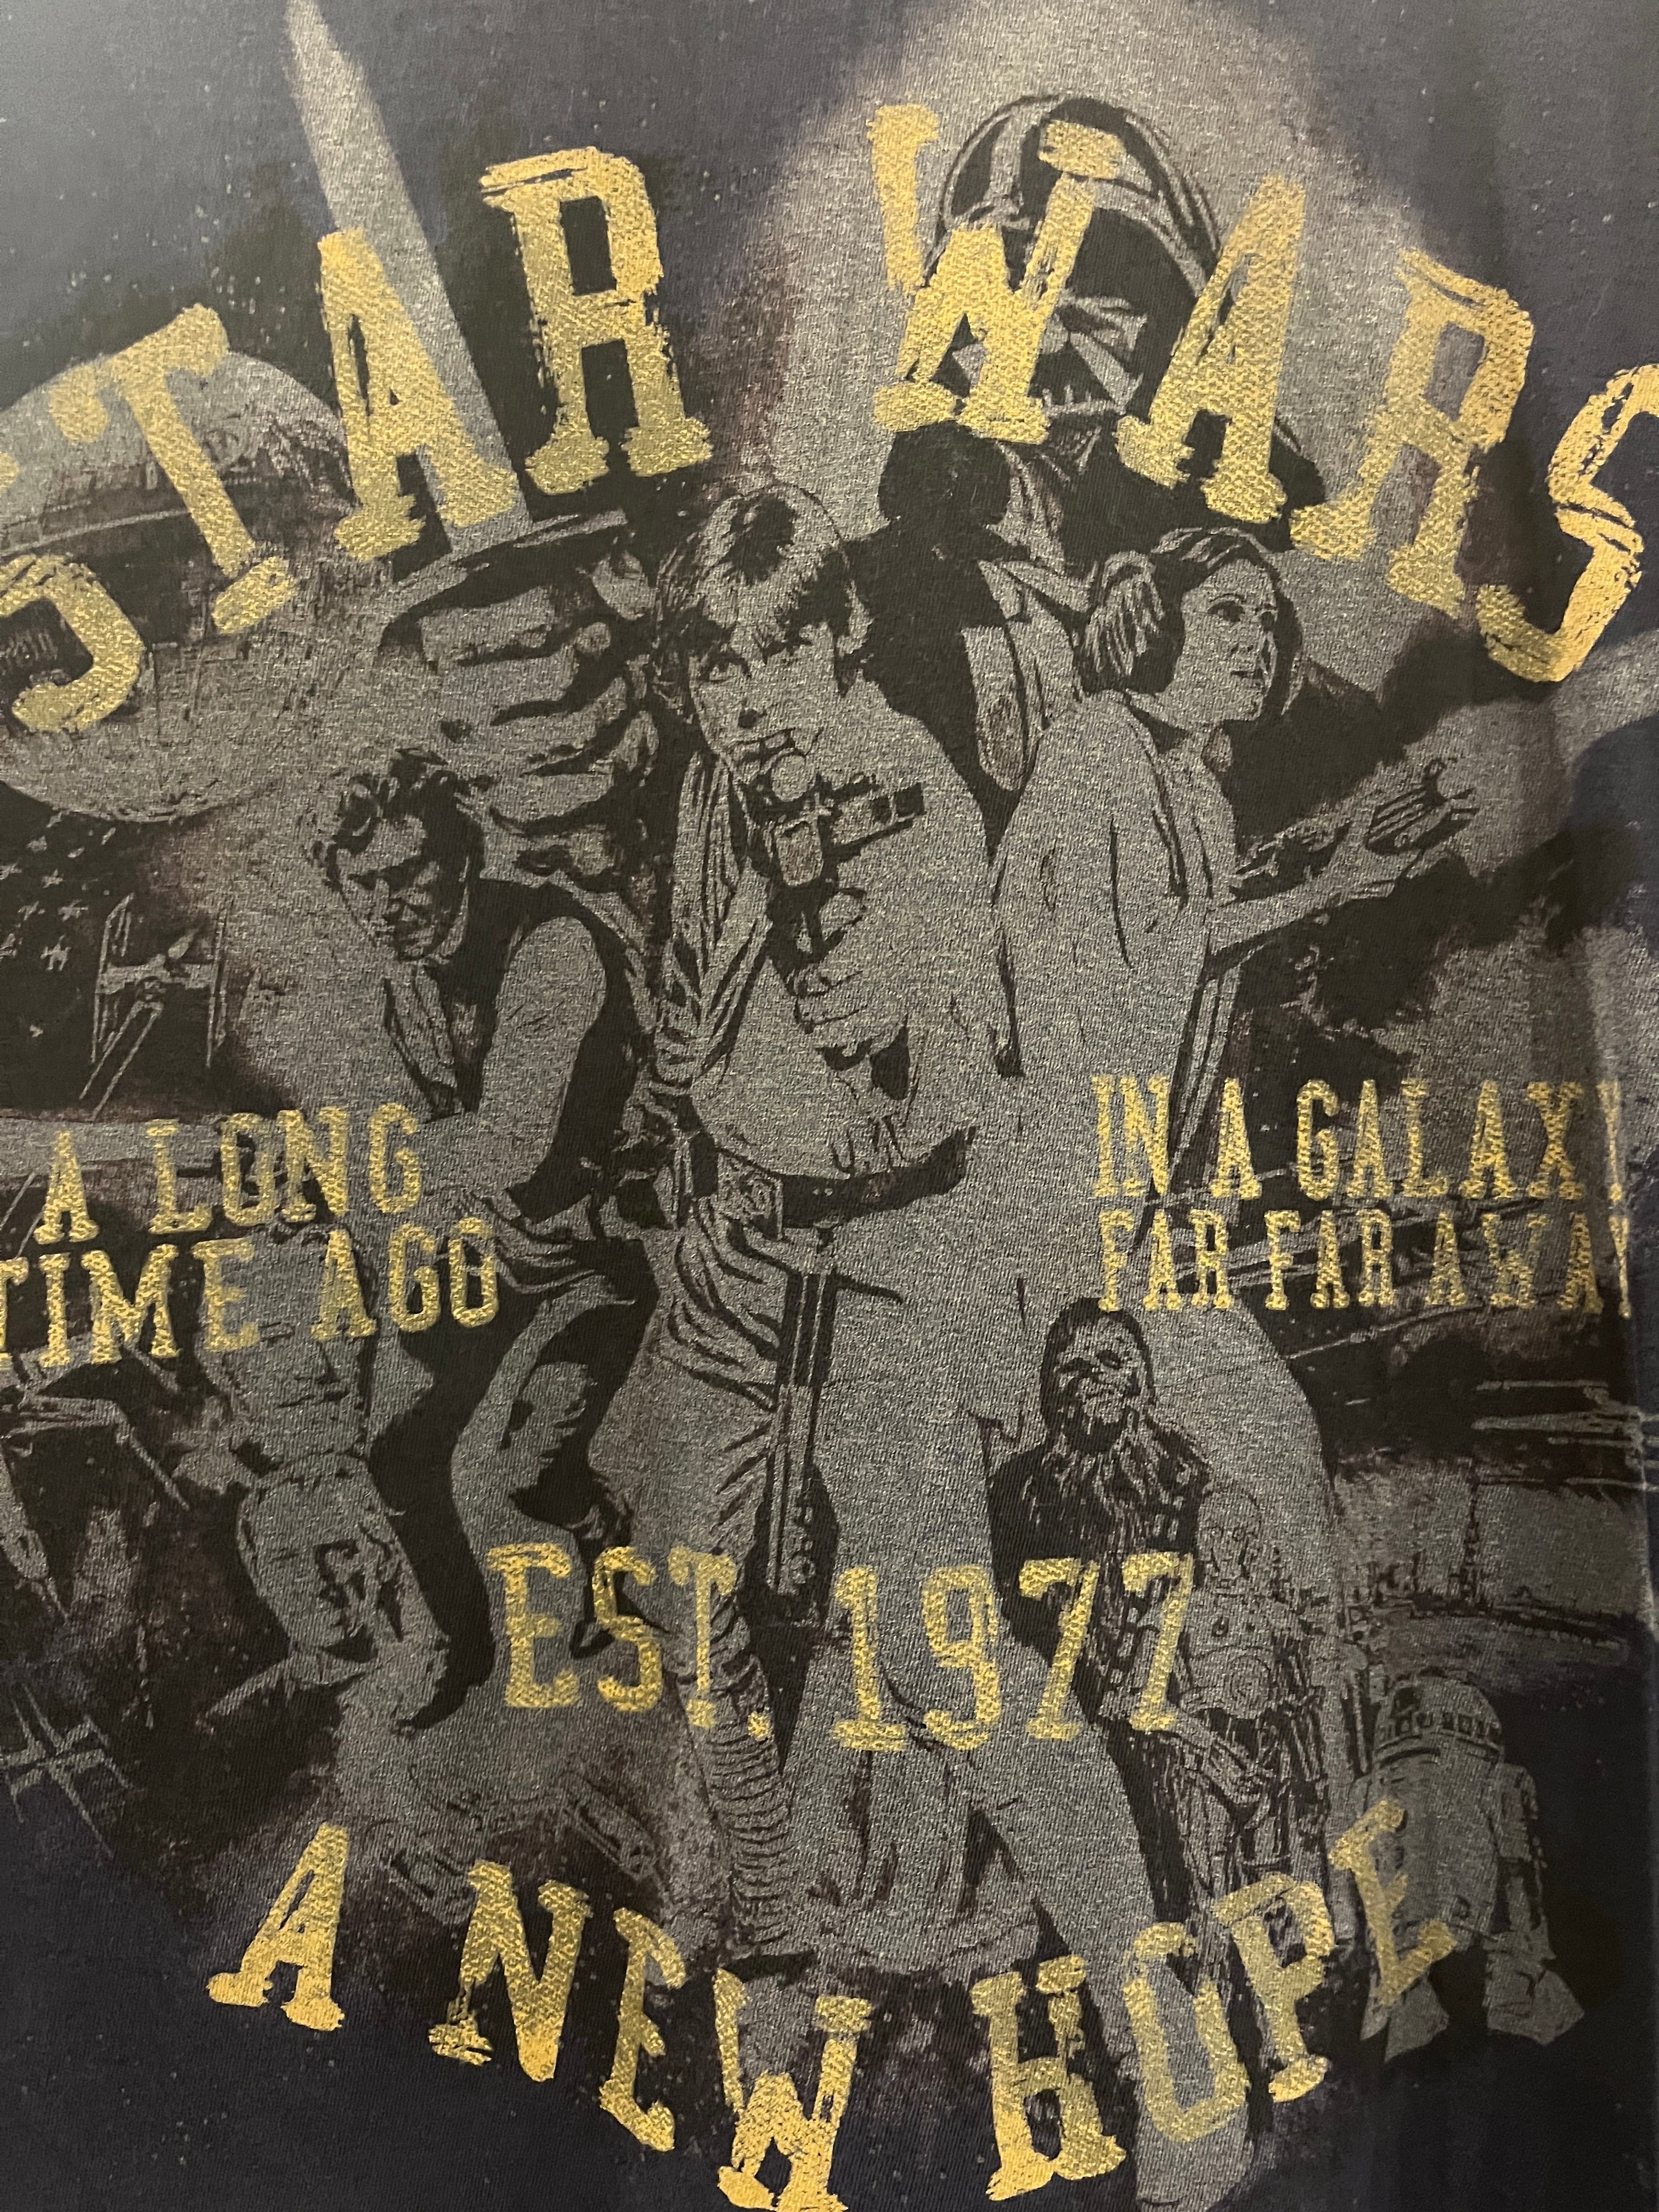 STAR WARS
A LONG
TIME AGO
IN A GALAXY
FAR FAR AWAY
EST. 1977
A NEW HOPE